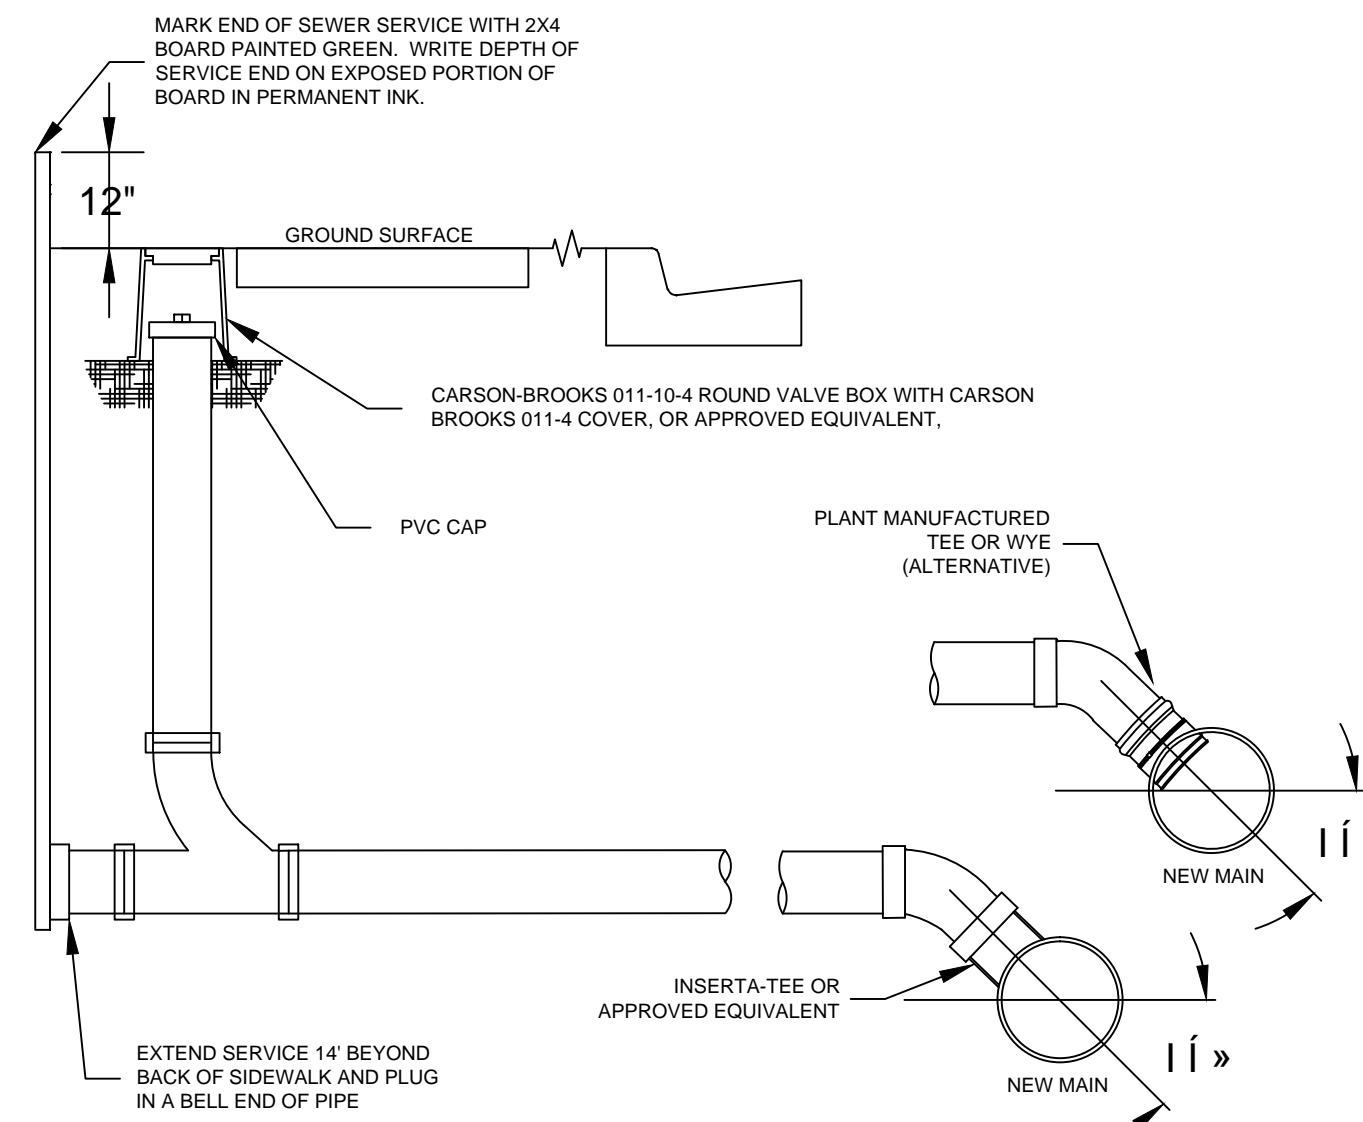 MARK END OF SEWER SERVICE WITH 2X4
BOARD PAINTED GREEN. WRITE DEPTH OF
SERVICE END ON EXPOSED PORTION OF
BOARD IN PERMANENT INK.
12"
GROUND SURFACE
CARSON-BROOKS 011-10-4 ROUND VALVE BOX WITH CARSON
BROOKS 011-4 COVER, OR APPROVED EQUIVALENT,
PVC CAP
PLANT MANUFACTURED
TEE OR WYE
(ALTERNATIVE)
| Í
NEW MAIN
INSERTA-TEE OR
APPROVED EQUIVALENT
| Í »
NEW MAIN
EXTEND SERVICE 14' BEYOND
BACK OF SIDEWALK AND PLUG
IN A BELL END OF PIPE